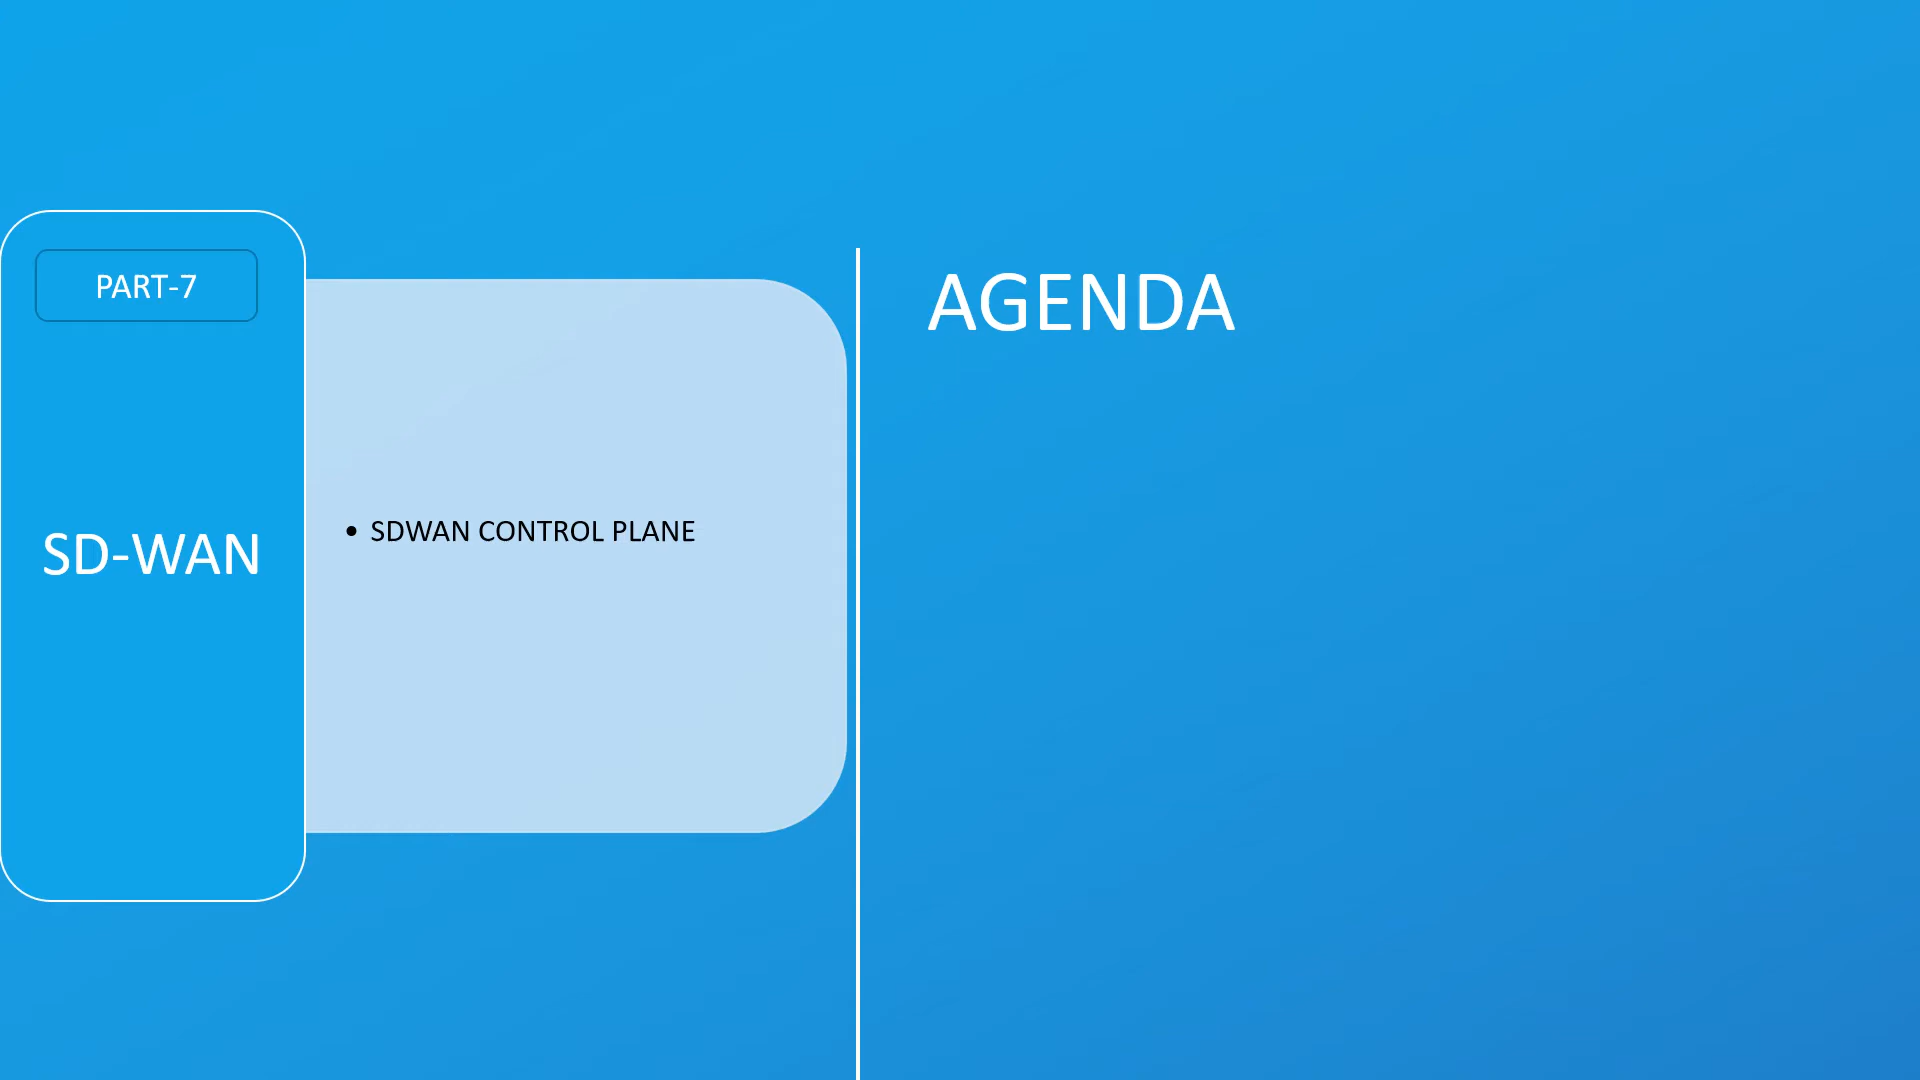 PART-7
SD-WAN
• SDWAN CONTROL PLANE
AGENDA